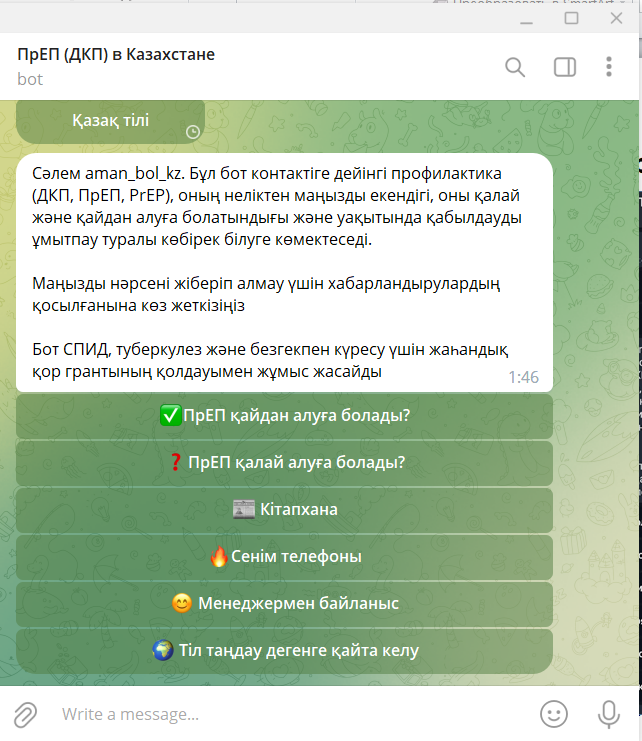 ПрЕП (ДКП) в Казахстане
bot
Қазақ тілі
Сәлем aman_bol_kz. Бұл бот контактіге дейінгі профилактика
(ДКП, ПрЕП, PrEP), оның неліктен маңызды екендігі, оны қалай
және қайдан алуға болатындығы және уақытында қабылдауды
ұмытпау туралы көбірек білуге көмектеседі.
Маңызды нәрсені жіберіп алмау үшін хабарландырулардың
қосылғанына көз жеткізіңіз
Бот СПИД, туберкулез және безгекпен күресу үшін жаһандық
қор грантының қолдауымен жұмыс жасайды
1:46
✅ПрЕП қайдан алуға болады?
❓ ПрЕП қалай алуға болады?
Кітапхана
🔥Сенім телефоны
😊 Менеджермен байланыс
🌍 Тіл таңдау дегенге қайта келу
Write a message...